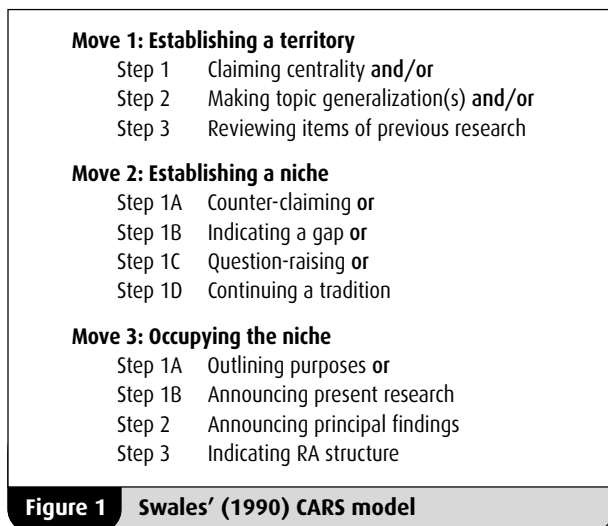 Move 1: Establishing a territory
Step 1 Claiming centrality and/or
Step 2 Making topic generalization(s) and/or
Step 3 Reviewing items of previous research
Move 2: Establishing a niche
Step 1A Counter-claiming or
Step 1B Indicating a gap or
Step 1C Question-raising or
Step 1D Continuing a tradition
Move 3: Occupying the niche
Step 1A Outlining purposes or
Step 1B Announcing present research
Step 2 Announcing principal findings
Step 3 Indicating RA structure
Figure 1 Swales' (1990) CARS model